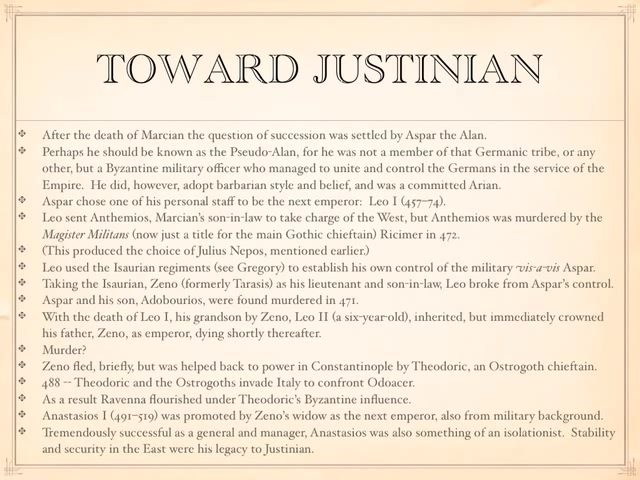 TOWARD JUSTINIAN
After the death of Marcian the question of succession was settled by Aspar the Alan.
Perhaps he should be known as the Pseudo-Alan, for he was not a member of that Germanic tribe, or any
other, but a Byzantine military officer who managed to unite and control the Germans in the service of the
Empire. He did, however, adopt barbarian style and belief, and was a committed Arian.
Aspar chose one of his personal staff to be the next emperor: Leo I (457–74).
Leo sent Anthemios, Marcian's son-in-law to take charge of the West, but Anthemios was murdered by the
Magister Militans (now just a title for the main Gothic chieftain) Ricimer in 472.
(This produced the choice of Julius Nepos, mentioned earlier.)
Leo used the Isaurian regiments (see Gregory) to establish his own control of the military vis-a-vis Aspar.
Taking the Isaurian, Zeno (formerly Tarasis) as his lieutenant and son-in-law, Leo broke from Aspar's control.
Aspar and his son, Adobourios, were found murdered in 471.
With the death of Leo I, his grandson by Zeno, Leo II (a six-year-old), inherited, but immediately crowned
his father, Zeno, as emperor, dying shortly thereafter.
Murder?
Zeno fled, briefly, but was helped back to power in Constantinople by Theodoric, an Ostrogoth chieftain.
488 -- Theodoric and the Ostrogoths invade Italy to confront Odoacer.
As a result Ravenna flourished under Theodoric's Byzantine influence.
Anastasios I (491–519) was promoted by Zeno's widow as the next emperor, also from military background.
Tremendously successful as a general and manager, Anastasios was also something of an isolationist. Stability
and security in the East were his legacy to Justinian.